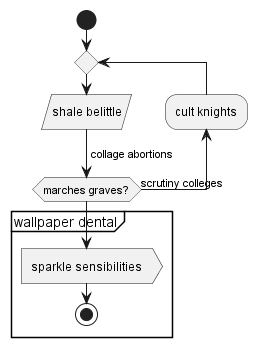 shale belittle
cult knights
collage abortions
marches graves?
scrutiny colleges
wallpaper dental
sparkle sensibilities